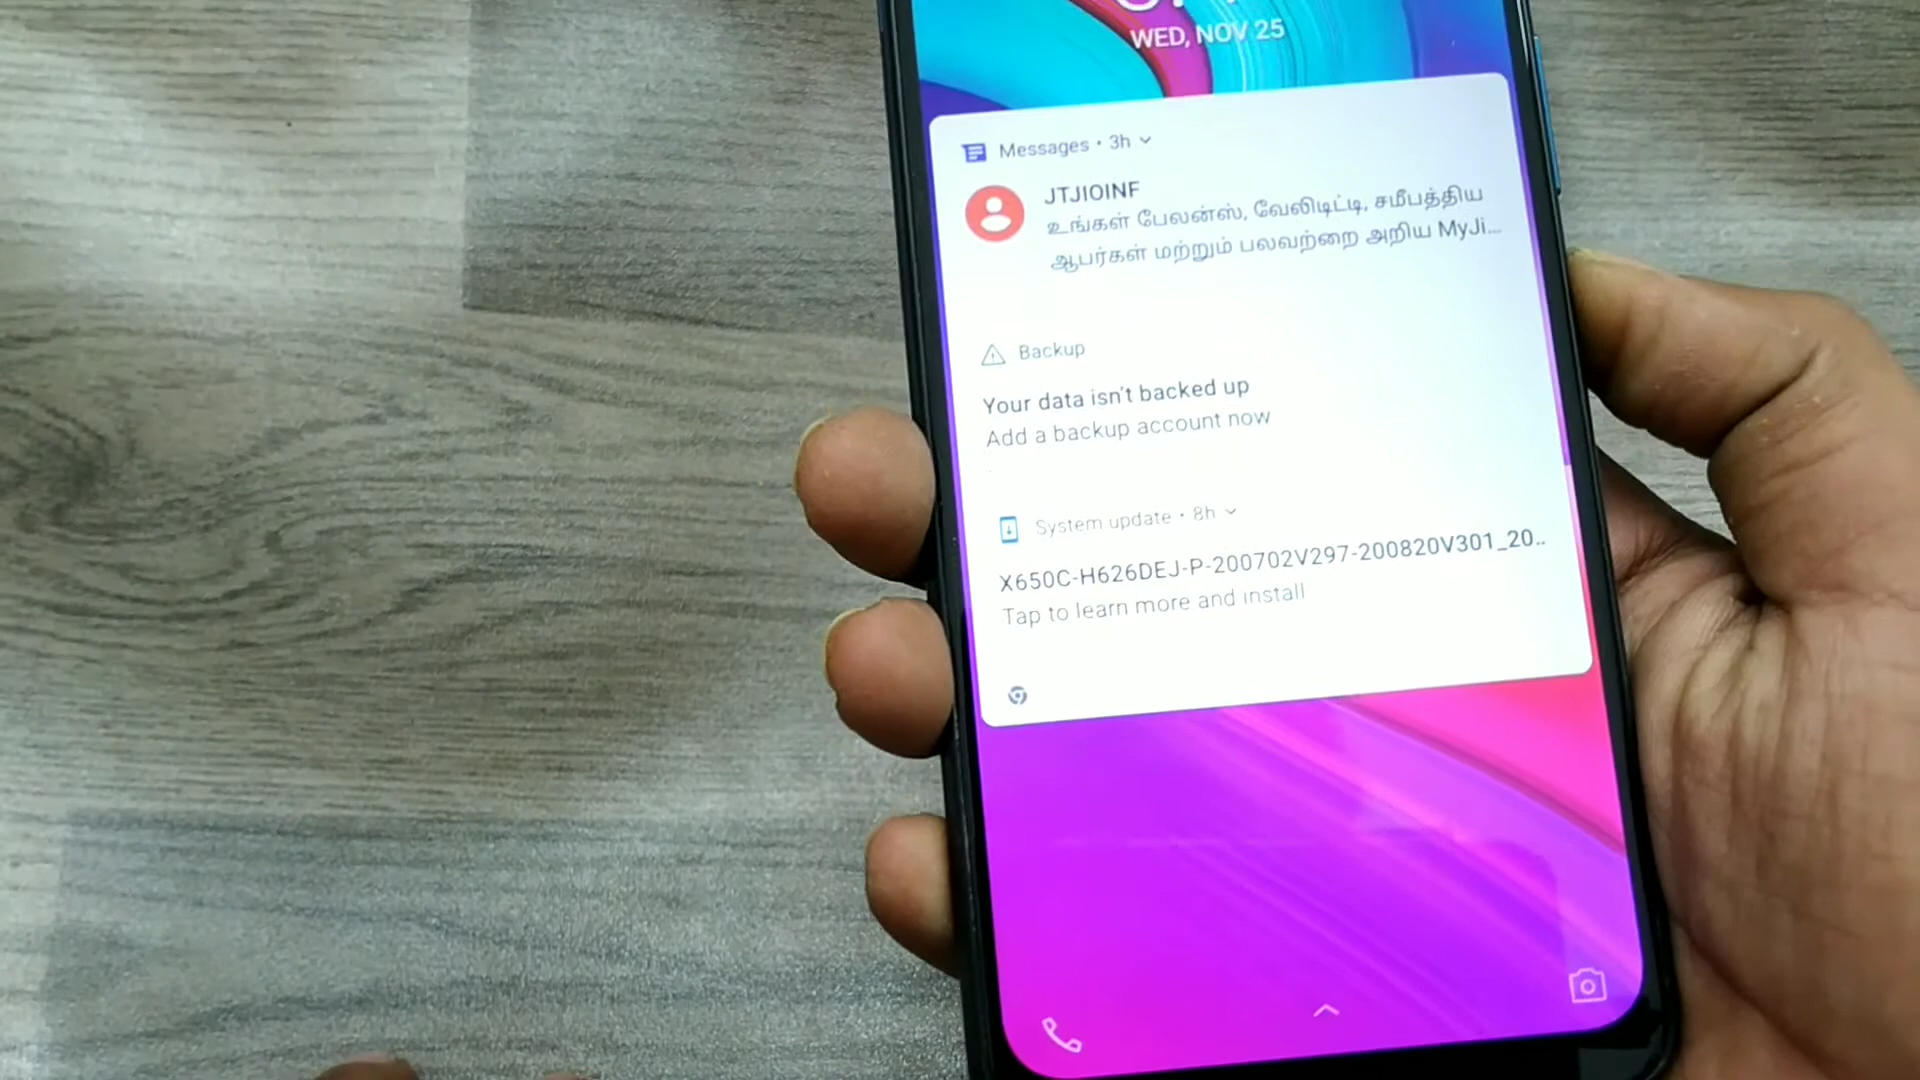 WED, NOV 25
Messages • 3h
JTJIOINF
உங்கள் பேலன்ஸ், வேலிடிட்டி, சமீபத்திய
ஆபர்கள் மற்றும் பலவற்றை அறிய MyJi...
Backup
Your data isn't backed up
Add a backup account now
System update • 8h
X650C-H626DEJ-P-200702V297-200820V301_20..
Tap to learn more and install